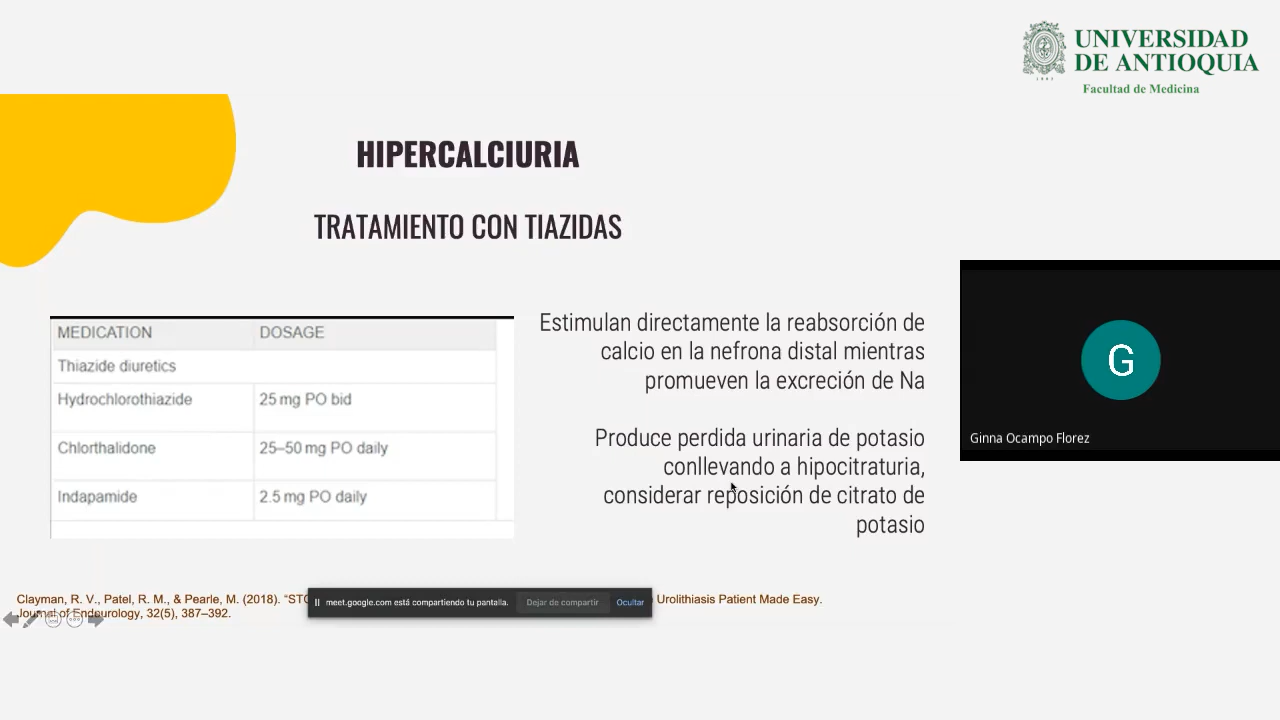 UNIVERSIDAD
DE ANTIOQUIA
1803
Facultad de Medicina
HIPERCALCIURIA
TRATAMIENTO CON TIAZIDAS
MEDICATION DOSAGE
Thiazide diuretics
Hydrochlorothiazide 25 mg PO bid
Chlorthalidone 25–50 mg PO daily
Indapamide 2.5 mg PO daily
Estimulan directamente la reabsorción de
calcio en la nefrona distal mientras
promueven la excreción de Na
Produce perdida urinaria de potasio
conllevando a hipocitraturia,
considerar reposición de citrato de
potasio
G
Ginna Ocampo Florez
Clayman, R. V., Patel, R. M., & Pearle, M. (2018). “STO Urolithiasis Patient Made Easy.
Journal of Endourology, 32(5), 387–392.
meet.google.com está compartiendo tu pantalla. Dejar de compartir Ocultar